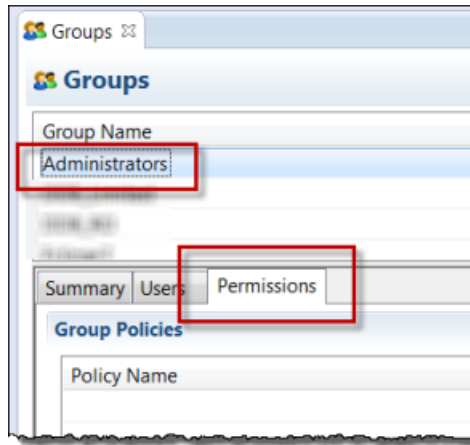 Groups
Groups
Group Name
Administrators
Summary Users Permissions
Group Policies
Policy Name